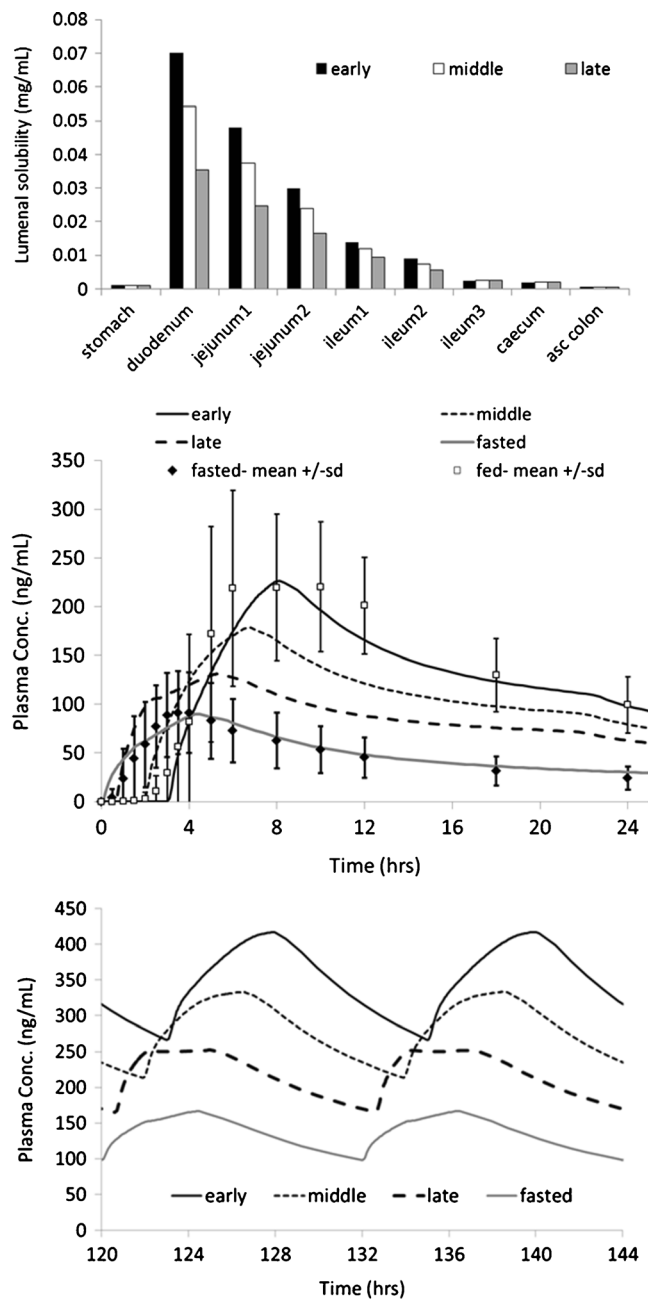 Lumenal solubility (mg/mL)
0.08
0.07
0.06
0.05
0.04
0.03
0.02
0.01
0
early middle late
stomach
duodenum
jejunum1
jejunum2
ileum1
ileum2
ileum3
caecum
asc colon
early middle
late fasted
fasted- mean +/-sd fed- mean +/-sd
Plasma Conc. (ng/mL)
350
300
250
200
150
100
50
0
0 4 8 12 16 20 24
Time (hrs)
Plasma Conc. (ng/mL)
450
400
350
300
250
200
150
100
50
0
early middle late fasted
120 124 128 132 136 140 144
Time (hrs)